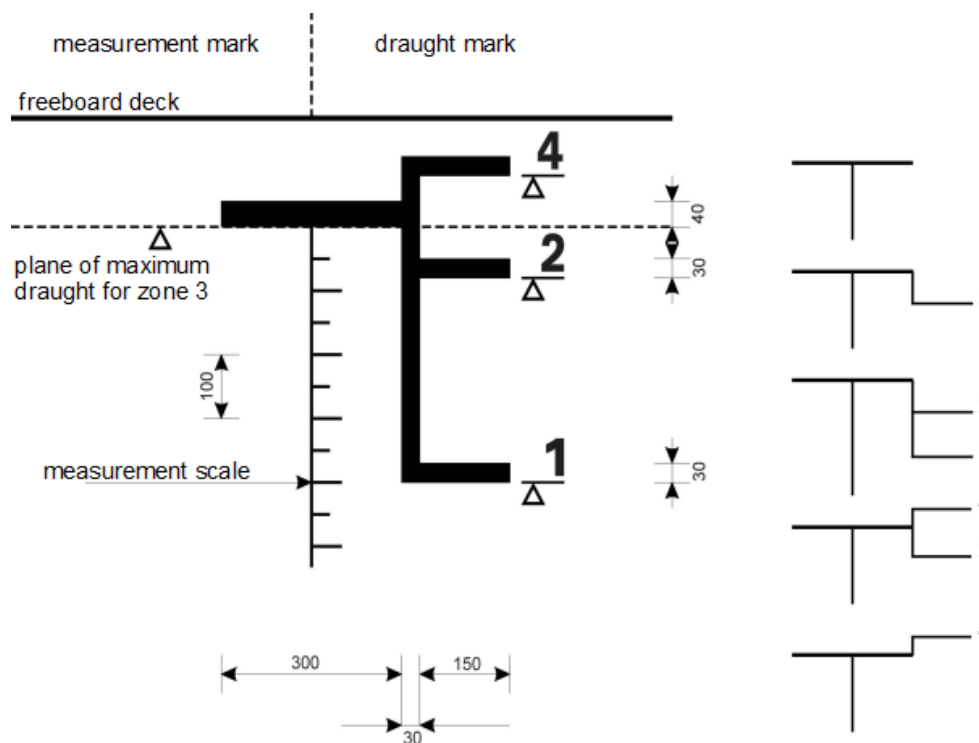 measurement mark
draught mark
freeboard deck
4
40
plane of maximum
draught for zone 3
2
30
100
1
30
measurement scale
300
150
30